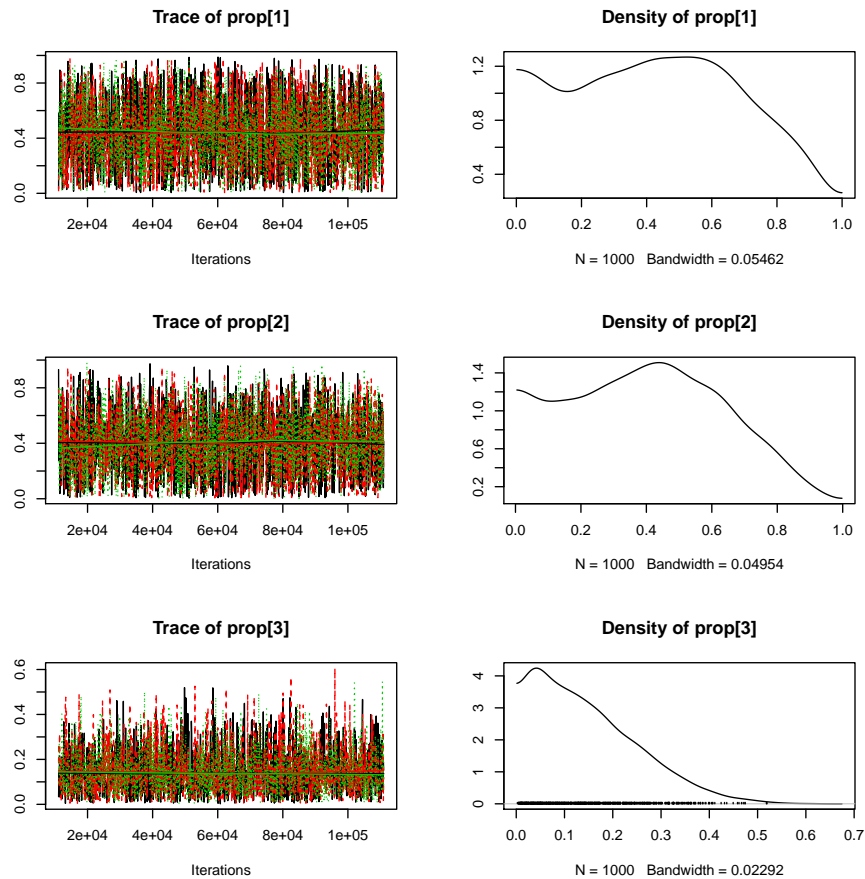 Trace of prop[1]
0.0 0.4 0.8
2e+04 4e+04 6e+04 8e+04 1e+05
Iterations
Density of prop[1]
0.4 0.8 1.2
0.0 0.2 0.4 0.6 0.8 1.0
N = 1000 Bandwidth = 0.05462
Trace of prop[2]
0.0 0.4 0.8
2e+04 4e+04 6e+04 8e+04 1e+05
Iterations
Density of prop[2]
0.2 0.6 1.0 1.4
0.0 0.2 0.4 0.6 0.8 1.0
N = 1000 Bandwidth = 0.04954
Trace of prop[3]
0.0 0.2 0.4 0.6
2e+04 4e+04 6e+04 8e+04 1e+05
Iterations
Density of prop[3]
0 1 2 3 4
0.0 0.1 0.2 0.3 0.4 0.5 0.6 0.7
N = 1000 Bandwidth = 0.02292